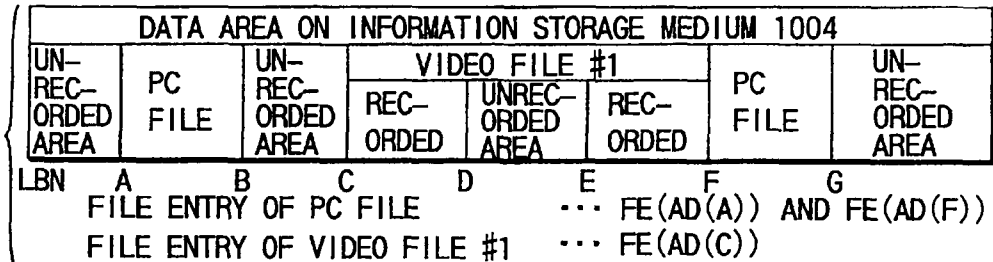 DATA AREA ON INFORMATION STORAGE MEDIUM 1004
UN-
REC-
ORDED
AREA
PC
FILE
UN-
REC-
ORDED
AREA
VIDEO FILE #1
REC-
ORDED
UNREC-
ORDED
AREA
REC-
ORDED
PC
FILE
UN-
REC-
ORDED
AREA
LBN A B C D E F G
FILE ENTRY OF PC FILE ··· FE(AD(A)) AND FE(AD(F))
FILE ENTRY OF VIDEO FILE #1 ··· FE(AD(C))